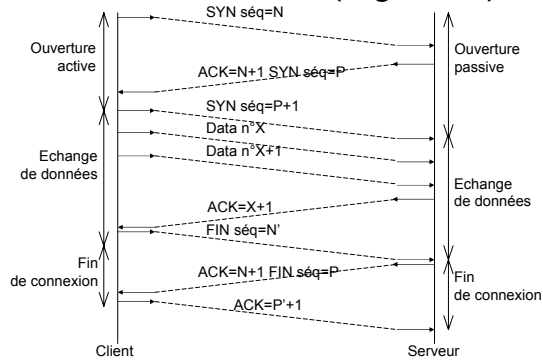 SYN séq=N
Ouverture
active
Ouverture
passive
ACK=N+1 SYN séq=P
SYN séq=P+1
Data n°X
Data n°X+1
Echange
de données
Echange
de données
ACK=X+1
FIN séq=N'
Fin
de connexion
ACK=N+1 FIN séq=P
Fin
de connexion
ACK=P'+1
Client
Serveur